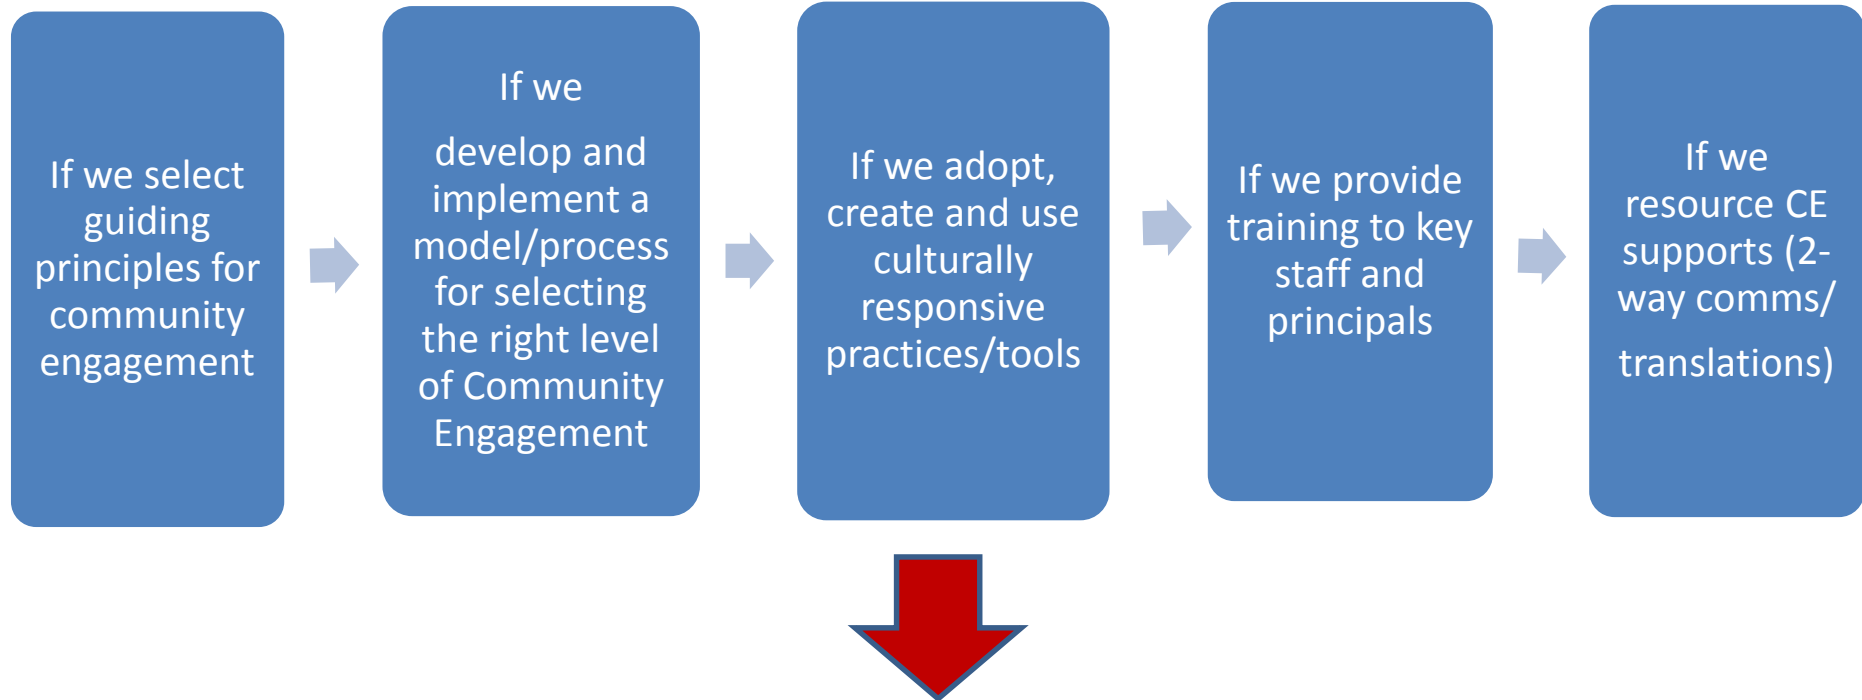 If we select
guiding
principles for
community
engagement
If we
develop and
implement a
model/process
for selecting
the right level
of Community
Engagement
If we adopt,
create and use
culturally
responsive
practices/tools
If we provide
training to key
staff and
principals
If we
resource CE
supports (2-
way comms/
translations)